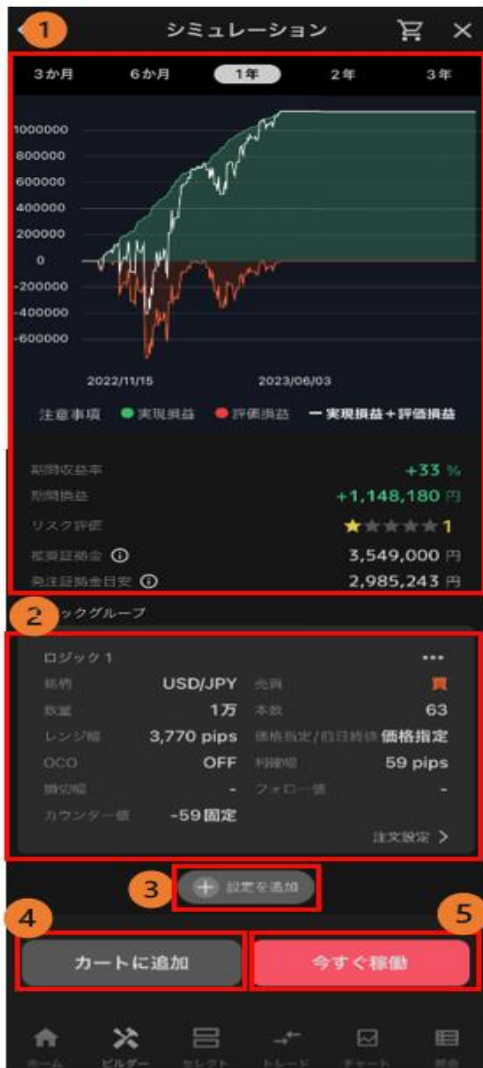 1
シミュレーション
3か月 6か月 1年 2年 3年
1000000
800000
600000
400000
200000
0
-200000
-400000
-600000
2022/11/15 2023/06/03
注意事項 実現損益 評価損益 実現損益+評価損益
期間収益率 +33 %
期間損益 +1,148,180 円
リスク評価 ★★★★★1
推奨証拠金 3,549,000 円
発注証拠金目安 2,985,243 円
2 ックグループ
ロジック 1
銘柄 USD/JPY 売買 買
数量 1万 本数 63
レンジ幅 3,770 pips 価格指定/前日終値 価格指定
OCO OFF 利確幅 59 pips
損切幅 - フォロー値 -
カウンター値 -59 固定
注文設定 >
3 + 設定を追加
4 5
カートに追加 今すぐ稼働
ホーム ビルダー セレクト トレード チャート 照会